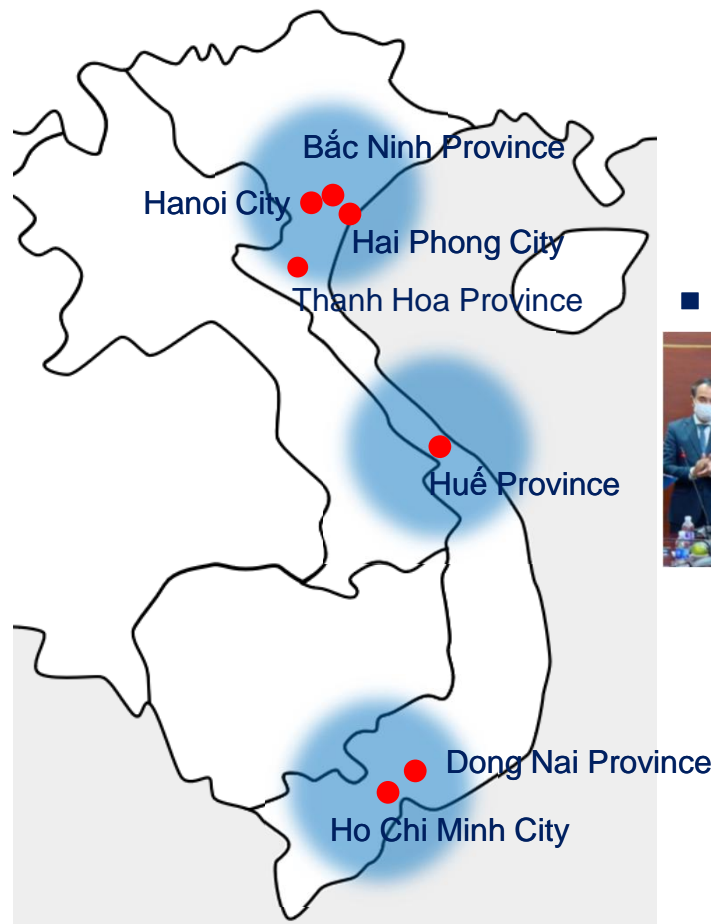 Bắc Ninh Province
Hanoi City
Hai Phong City
Thanh Hoa Province
■
Huế Province
Dong Nai Province
Ho Chi Minh City